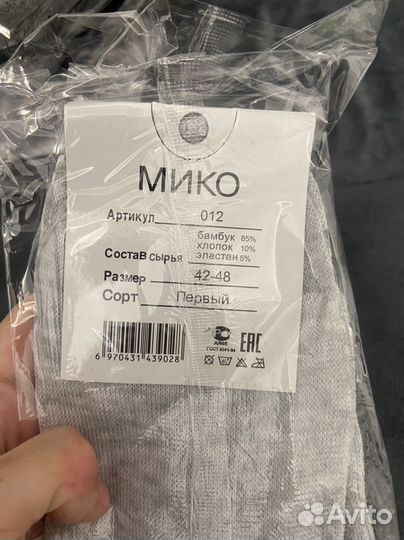 МИКО
Артикул 012
бамбук 85%
хлопок 10%
Состав сырья эластан 5%
Размер 42-48
Сорт Первый
6 970431 439028
ЕАС
Avito